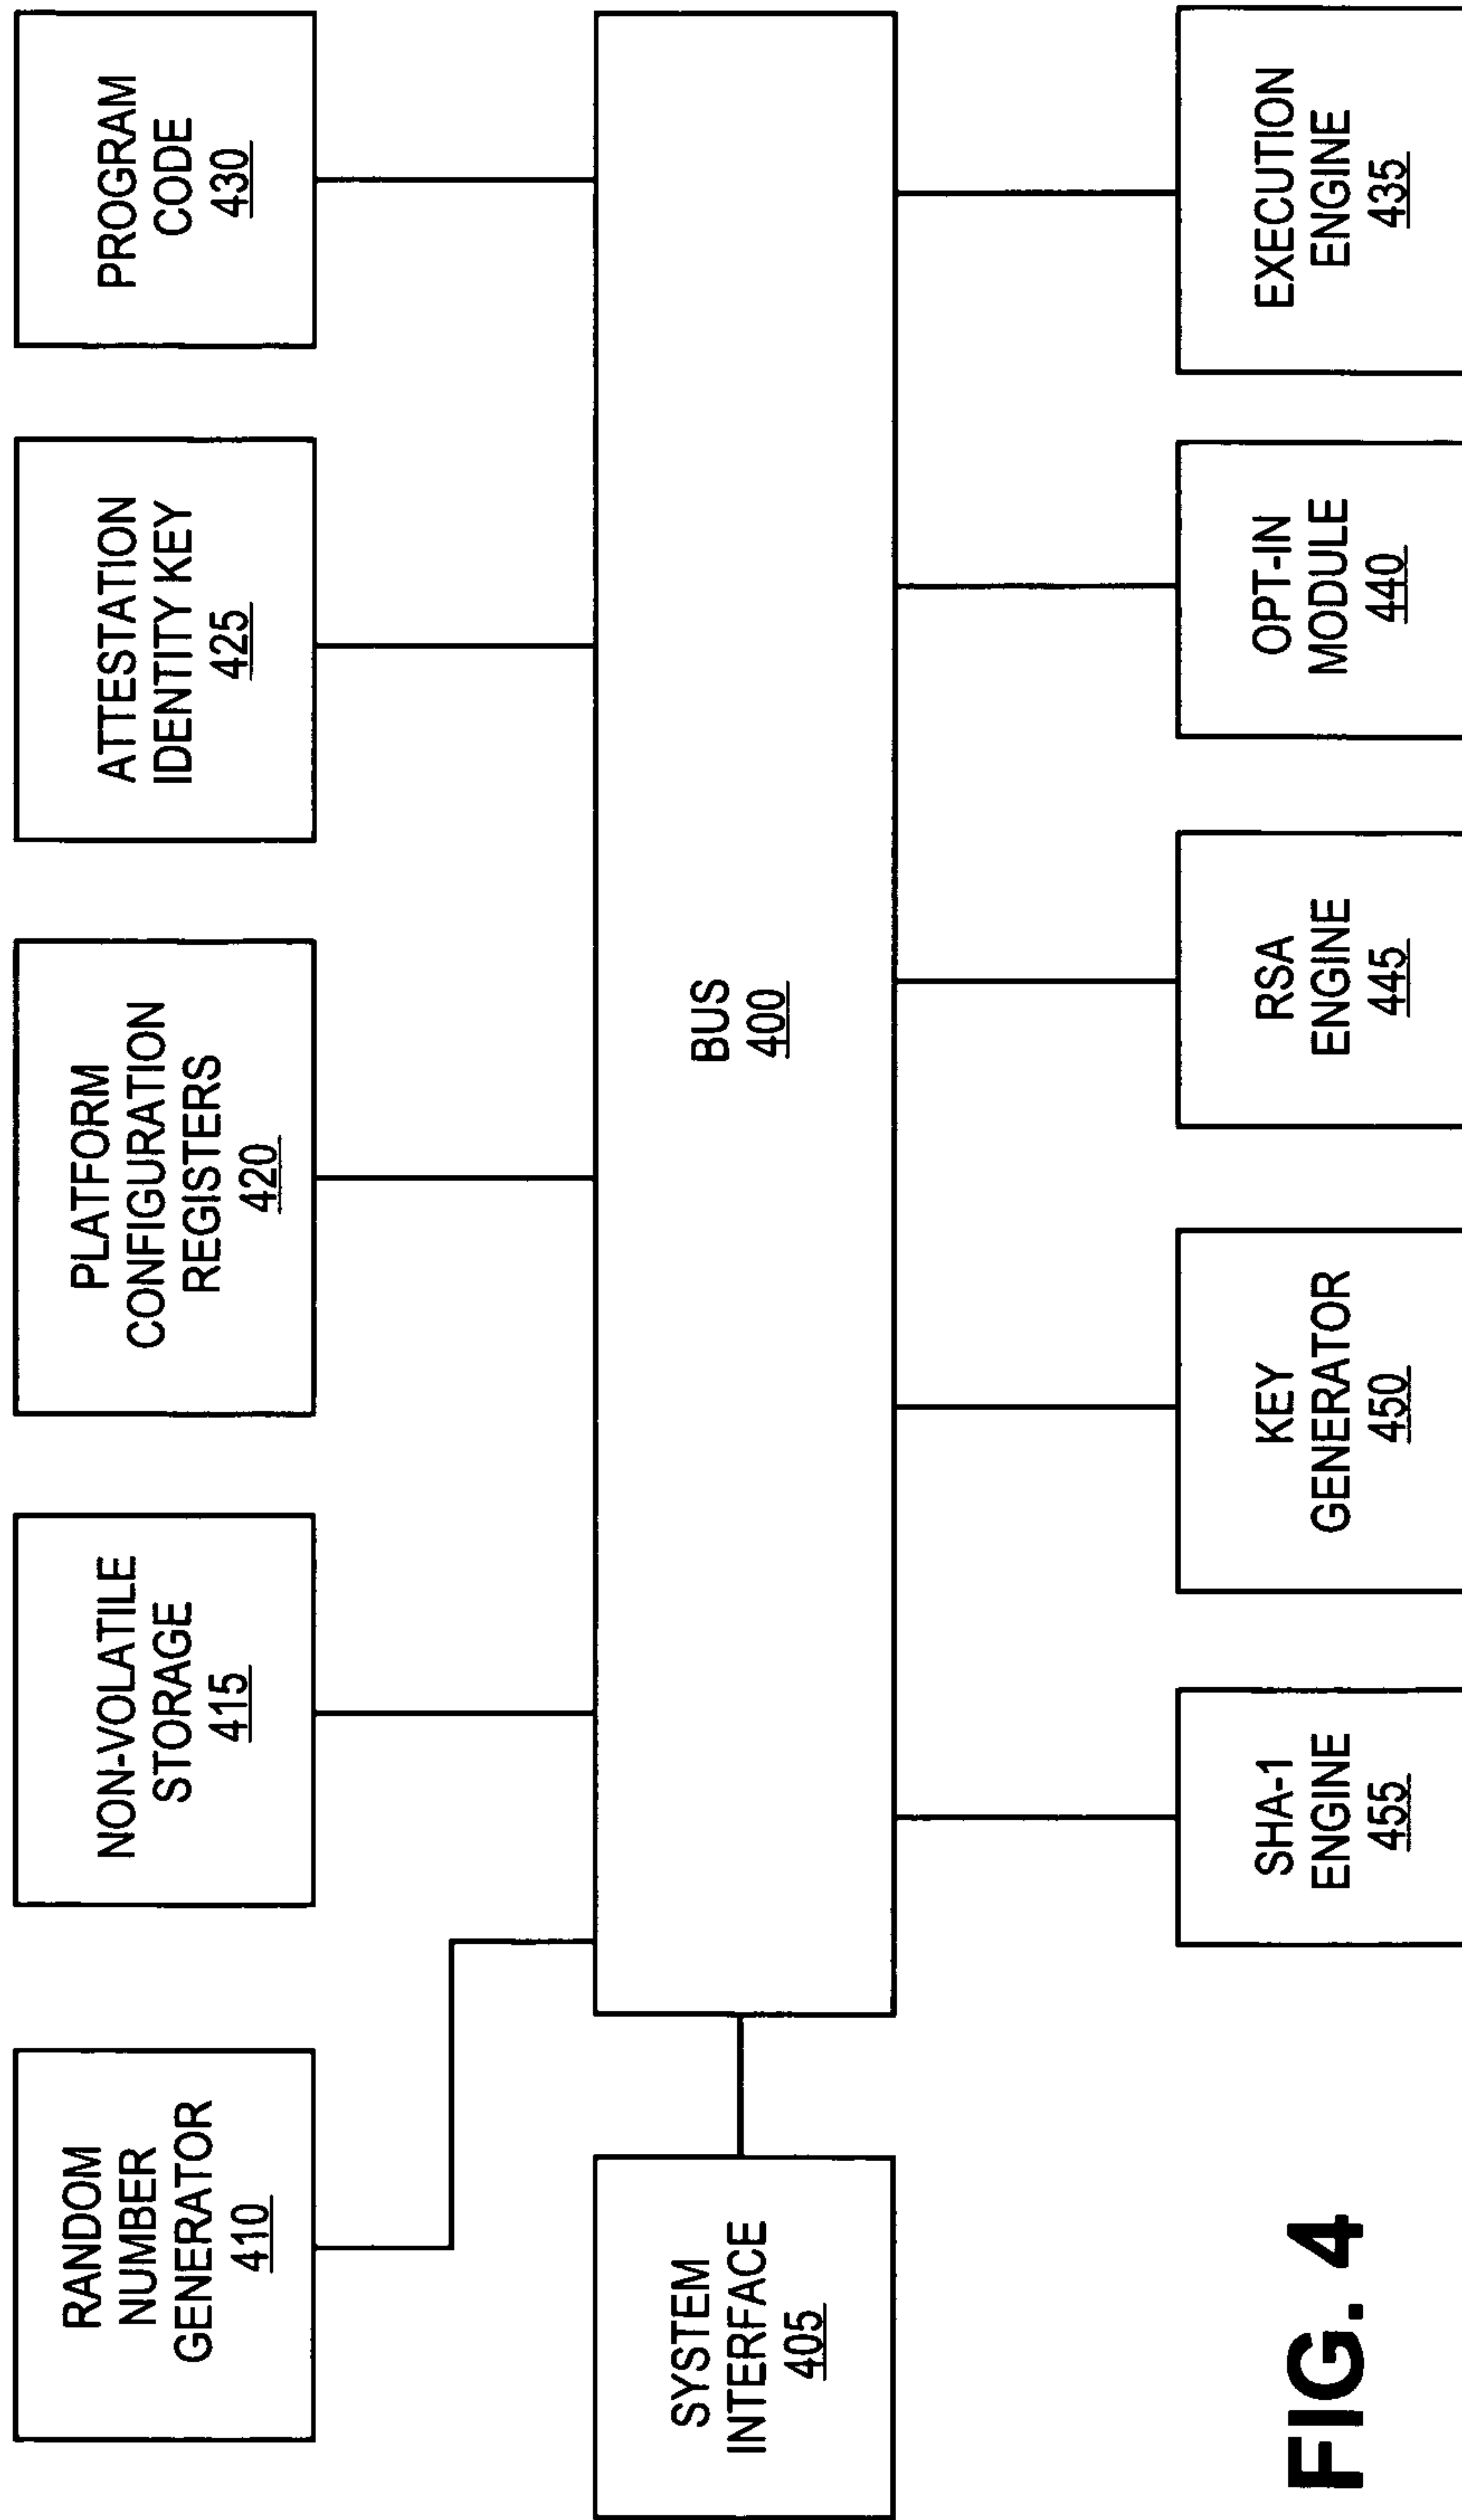 RANDOM
NUMBER
GENERATOR
410
NON-VOLATILE
STORAGE
415
PLATFORM
CONFIGURATION
REGISTERS
420
ATTESTATION
IDENTITY KEY
425
PROGRAM
CODE
430
SYSTEM
INTERFACE
405
BUS
400
SHA-1
ENGINE
455
KEY
GENERATOR
450
RSA
ENGINE
445
OPT-IN
MODULE
440
EXECUTION
ENGINE
435
FIG. 4